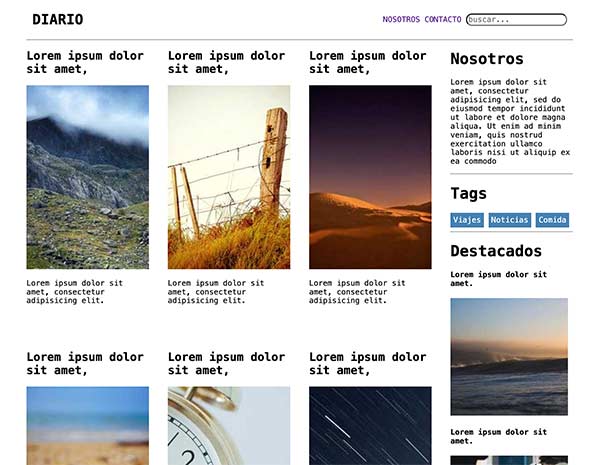 DIARIO
NOSOTROS CONTACTO buscar...
Lorem ipsum dolor
sit amet,
Lorem ipsum dolor sit
amet, consectetur
adipisicing elit.
Lorem ipsum dolor
sit amet,
Lorem ipsum dolor sit
amet, consectetur
adipisicing elit.
Lorem ipsum dolor
sit amet,
Lorem ipsum dolor sit
amet, consectetur
adipisicing elit.
Lorem ipsum dolor
sit amet,
12
1
2
3
Lorem ipsum dolor
sit amet,
Lorem ipsum dolor
sit amet,
Nosotros
Lorem ipsum dolor sit
amet, consectetur
adipisicing elit, sed do
eiusmod tempor incididunt
ut labore et dolore magna
aliqua. Ut enim ad minim
veniam, quis nostrud
exercitation ullamco
laboris nisi ut aliquip ex
ea commodo
Tags
Viajes Noticias Comida
Destacados
Lorem ipsum dolor sit
amet.
Lorem ipsum dolor sit
amet.